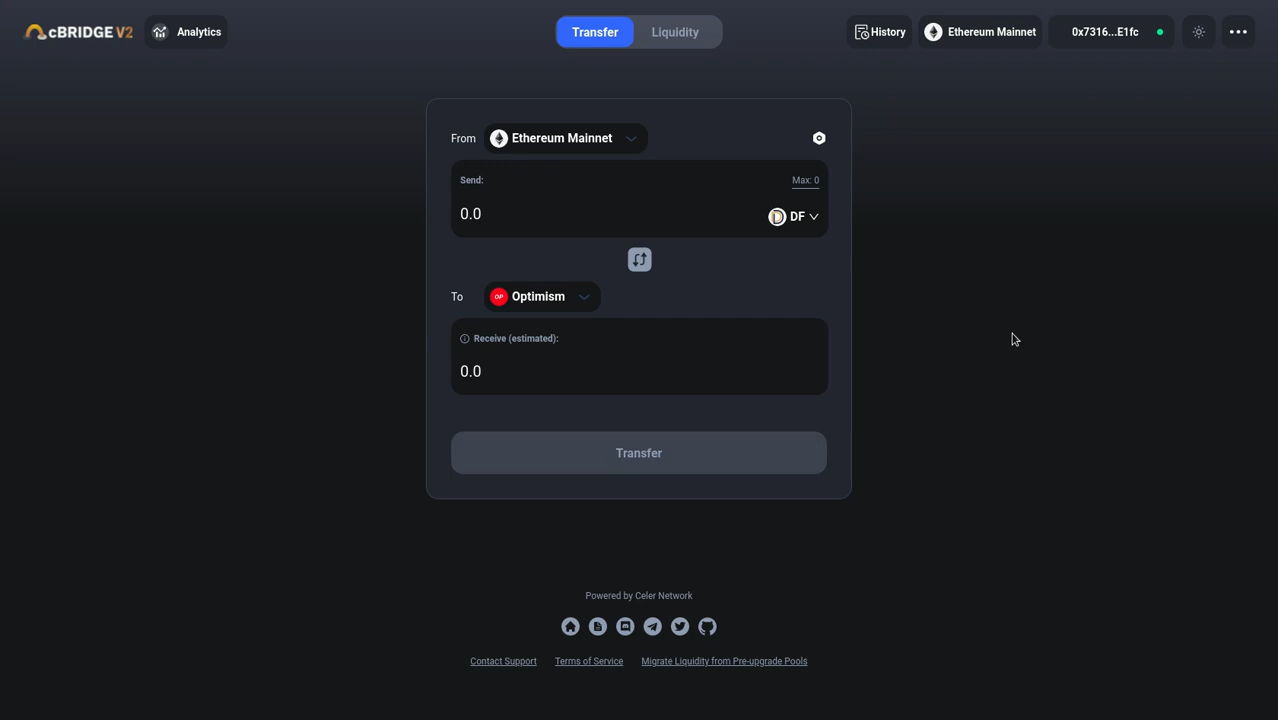 cBRIDGE V2
Analytics
Transfer
Liquidity
History
Ethereum Mainnet
0x7316...E1fc
From
Ethereum Mainnet
Send:
Max: 0
0.0
DF
To
OP
Optimism
Receive (estimated):
0.0
Transfer
Powered by Celer Network
Contact Support
Terms of Service
Migrate Liquidity from Pre-upgrade Pools